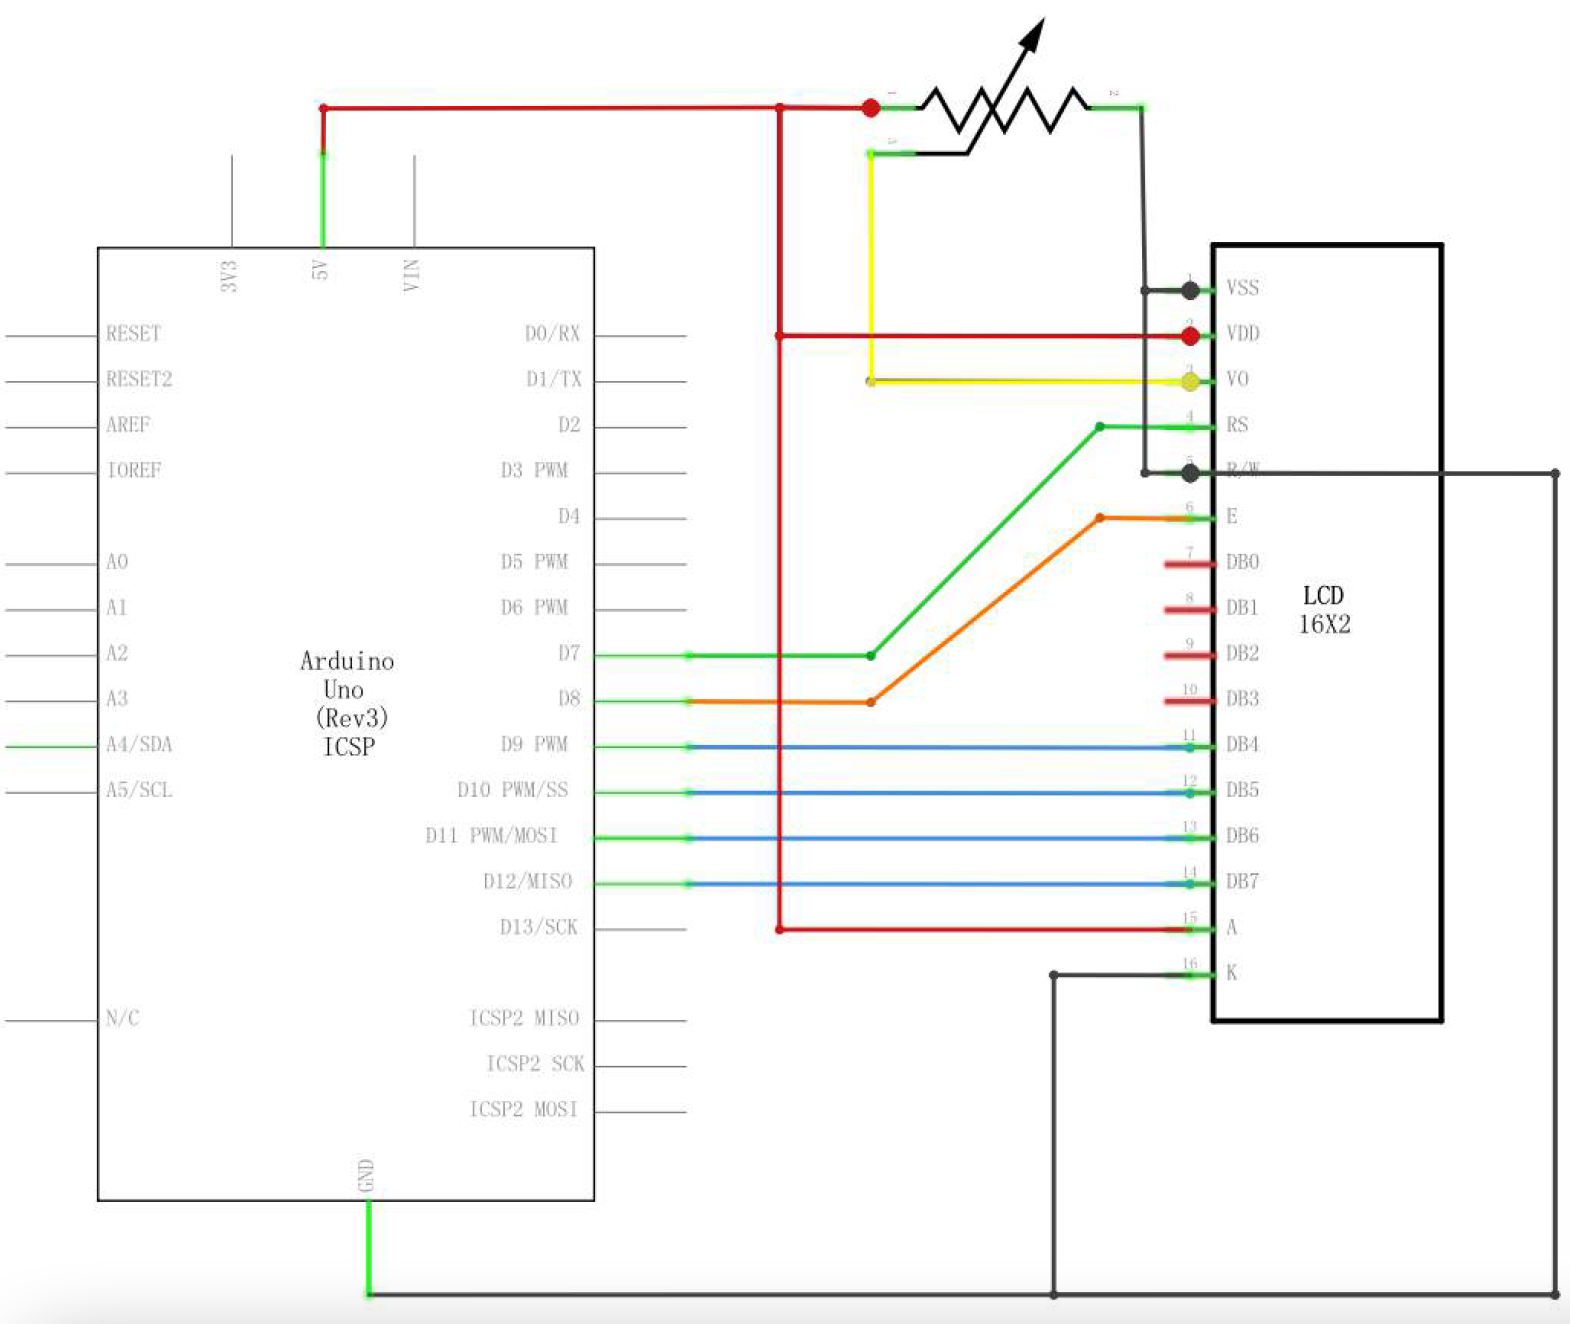 1
2
3V3
5V
VIN
RESET
RESET2
AREF
IOREF
A0
A1
A2
A3
A4/SDA
A5/SCL
N/C
Arduino
Uno
(Rev3)
ICSP
D0/RX
D1/TX
D2
D3 PWM
D4
D5 PWM
D6 PWM
D7
D8
D9 PWM
D10 PWM/SS
D11 PWM/MOSI
D12/MISO
D13/SCK
ICSP2 MISO
ICSP2 SCK
ICSP2 MOSI
GND
1 VSS
2 VDD
3 VO
4 RS
5 R/W
6 E
7 DB0
8 DB1
9 DB2
10 DB3
11 DB4
12 DB5
13 DB6
14 DB7
15 A
16 K
LCD
16X2